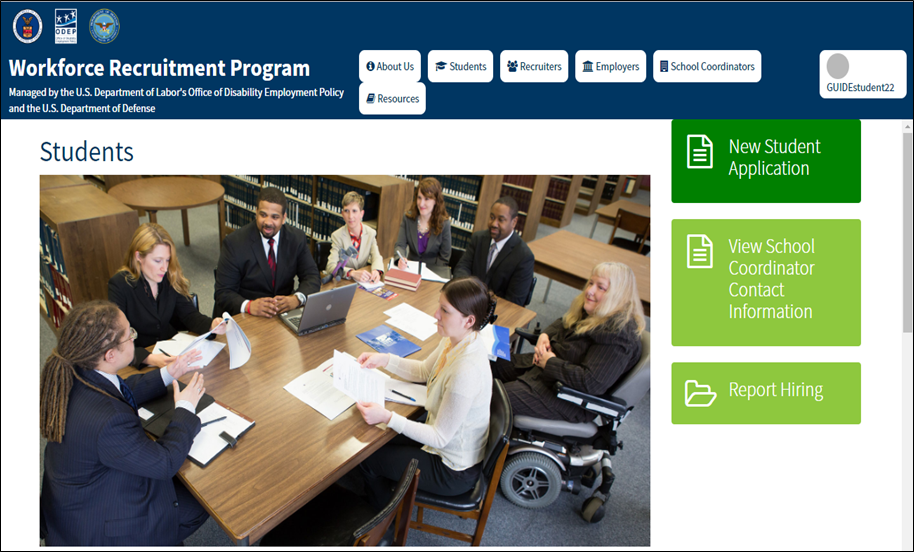 ODEP
Workforce Recruitment Program
Managed by the U.S. Department of Labor's Office of Disability Employment Policy
and the U.S. Department of Defense
About Us
Students
Recruiters
Employers
School Coordinators
Resources
GUIDEstudent22
Students
New Student
Application
View School
Coordinator
Contact
Information
Report Hiring